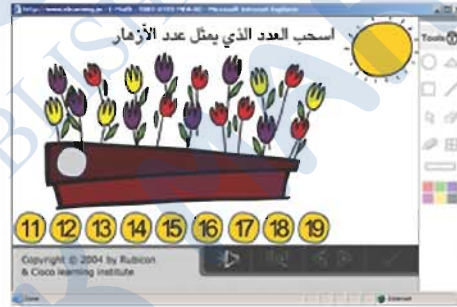 اسحب العدد الذي يمثل عدد الأزهار
Tools
11 12 13 14 15 16 17 18 19
Copyright © 2004 by Rubicon
& Cisco learning institute
Internet